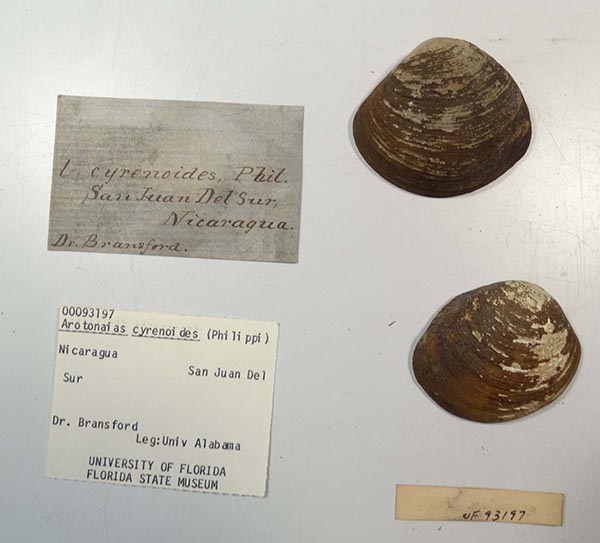 U. cyrenoides, Phil.
San Juan Del Sur,
Nicaragua.
Dr. Bransford.
00093197
Arotonaias cyrenoides (Philippi)
Nicaragua
San Juan Del
Sur
Dr. Bransford
Leg:Univ Alabama
UNIVERSITY OF FLORIDA
FLORIDA STATE MUSEUM
UF 93197